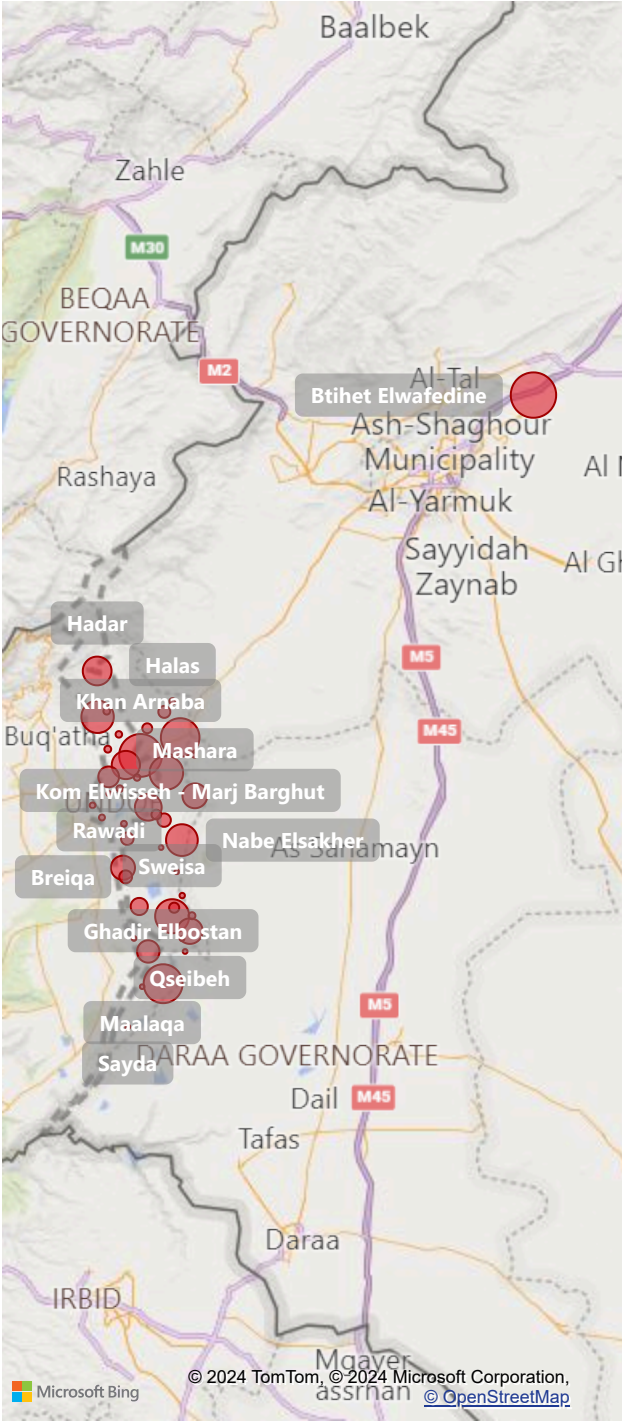 Baalbek
Zahle
M30
BEQAA
GOVERNORATE
M2
Al-Tal
Btihet Elwafedine
Ash-Shaghour
Municipality
Al-Yarmuk
Rashaya
Sayyidah
Zaynab
Hadar
Halas
M5
Khan Arnaba
Buq'atha
M45
Mashara
Kom Elwisseh - Marj Barghut
Rawadi
Nabe Elsakher
As Sanamayn
Breiqa
Sweisa
Ghadir Elbostan
Qseibeh
M5
Maalaqa
DARAA GOVERNORATE
Sayda
Dail
M45
Tafas
Daraa
IRBID
Mgayer
assrhan
Microsoft Bing
© 2024 TomTom, © 2024 Microsoft Corporation,
© OpenStreetMap